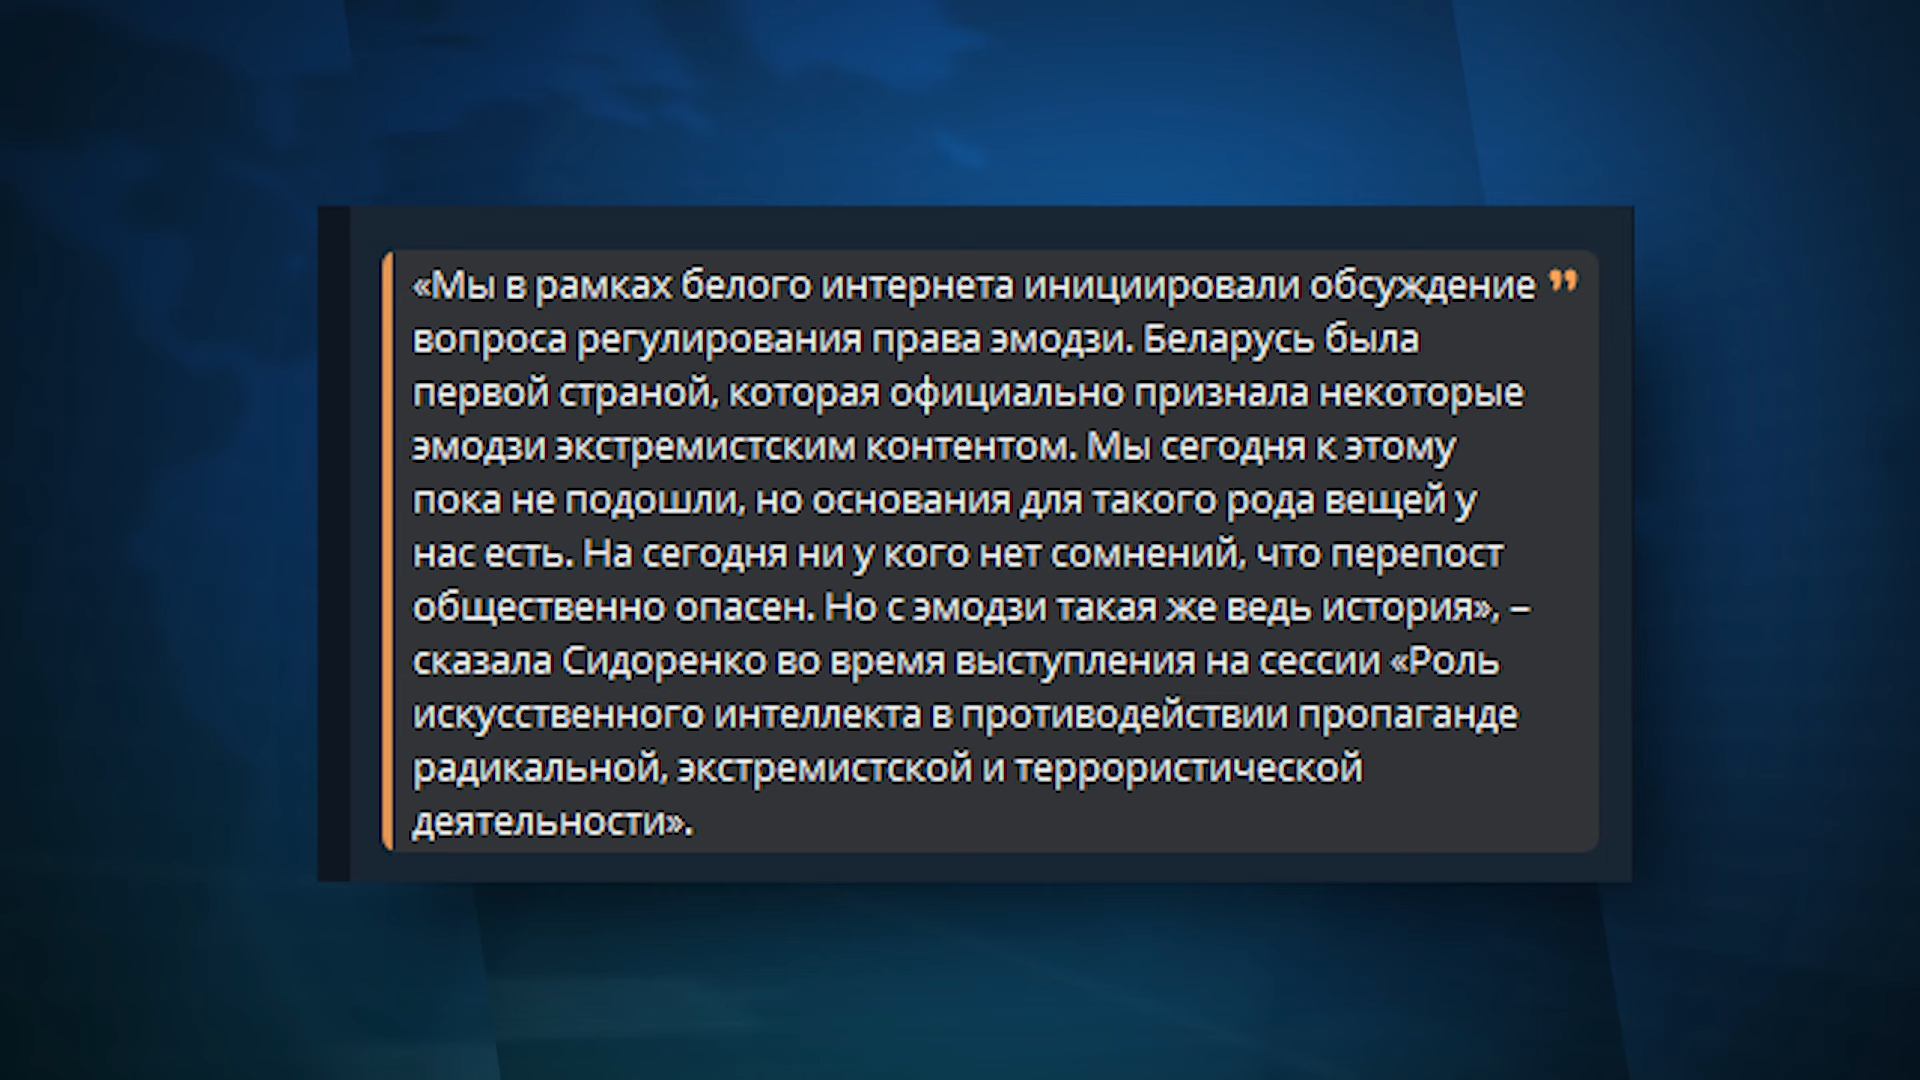 «Мы в рамках белого интернета инициировали обсуждение
вопроса регулирования права эмодзи. Беларусь была
первой страной, которая официально признала некоторые
эмодзи экстремистским контентом. Мы сегодня к этому
пока не подошли, но основания для такого рода вещей у
нас есть. На сегодня ни у кого нет сомнений, что перепост
общественно опасен. Но с эмодзи такая же ведь история», –
сказала Сидоренко во время выступления на сессии «Роль
искусственного интеллекта в противодействии пропаганде
радикальной, экстремистской и террористической
деятельности».